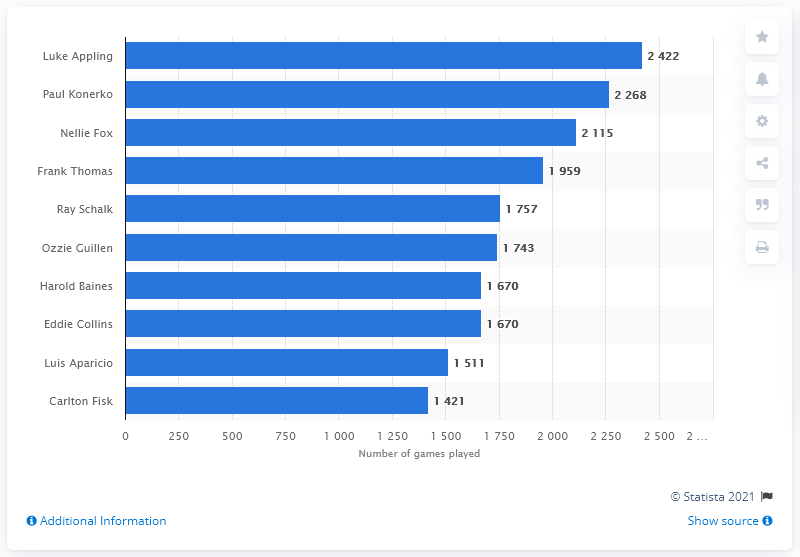 Luke Appling 2 422
Paul Konerko 2 268
Nellie Fox 2 115
Frank Thomas 1 959
Ray Schalk 1 757
Ozzie Guillen 1 743
Harold Baines 1 670
Eddie Collins 1 670
Luis Aparicio 1 511
Carlton Fisk 1 421
0 250 500 750 1 000 1 250 1 500 1 750 2 000 2 250 2 500 2 ...
Number of games played
© Statista 2021
Additional Information Show source